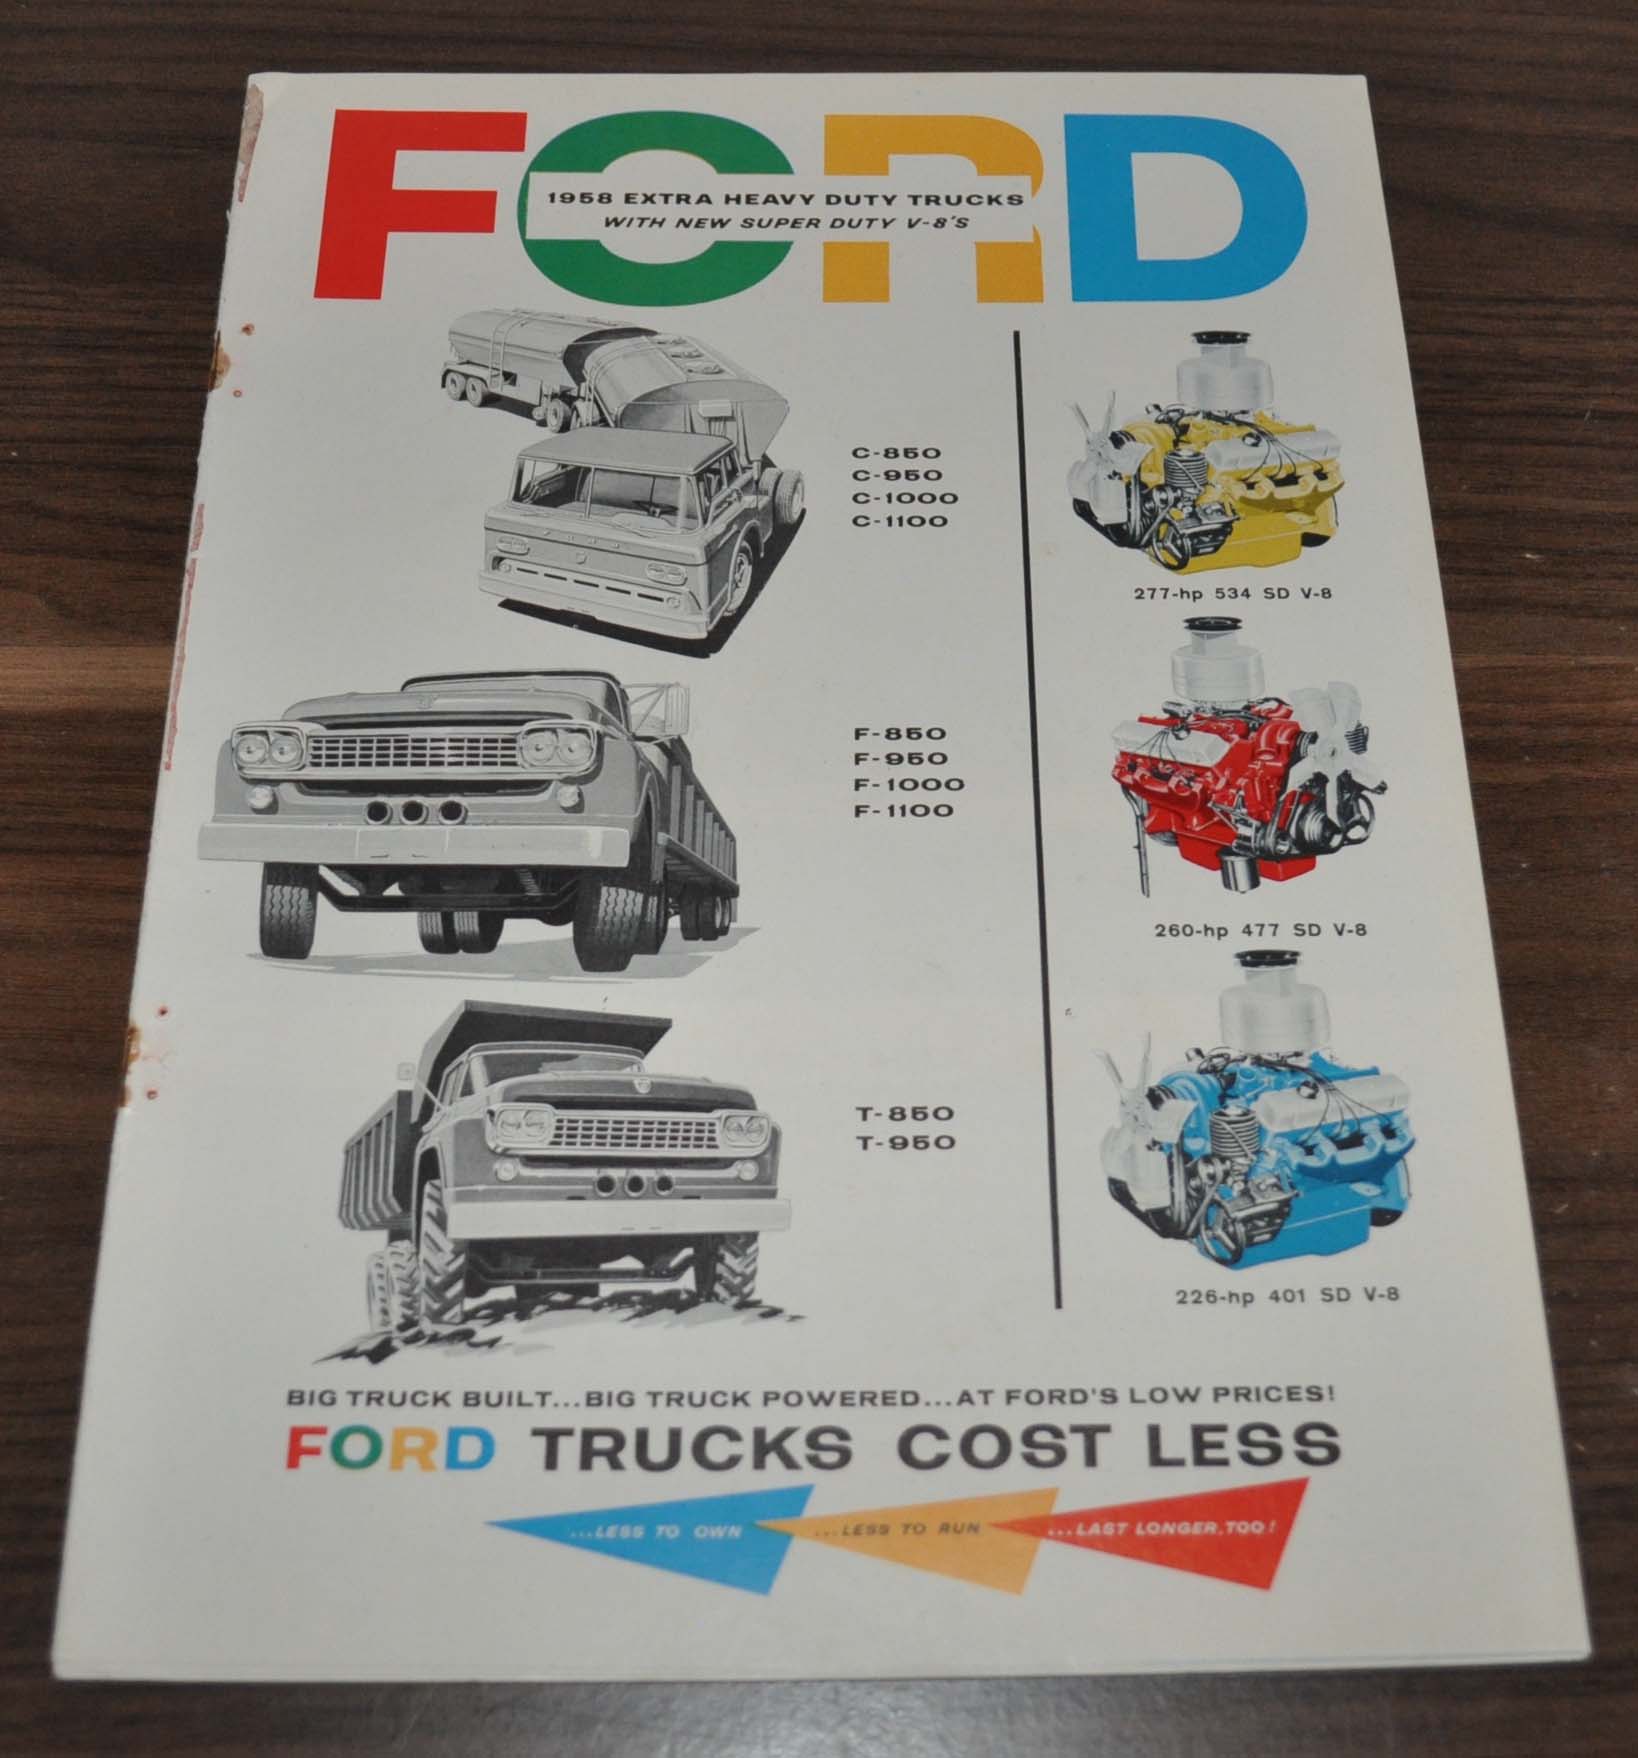 FORD
1958 EXTRA HEAVY DUTY TRUCKS
WITH NEW SUPER DUTY V-8'S
FORD
C-850
C-950
C-1000
C-1100
277-hp 534 SD V-8
F-850
F-950
F-1000
F-1100
260-hp 477 SD V-8
T-850
T-950
226-hp 401 SD V-8
BIG TRUCK BUILT...BIG TRUCK POWERED...AT FORD'S LOW PRICES!
FORD TRUCKS COST LESS
...LESS TO OWN ...LESS TO RUN ...LAST LONGER, TOO!